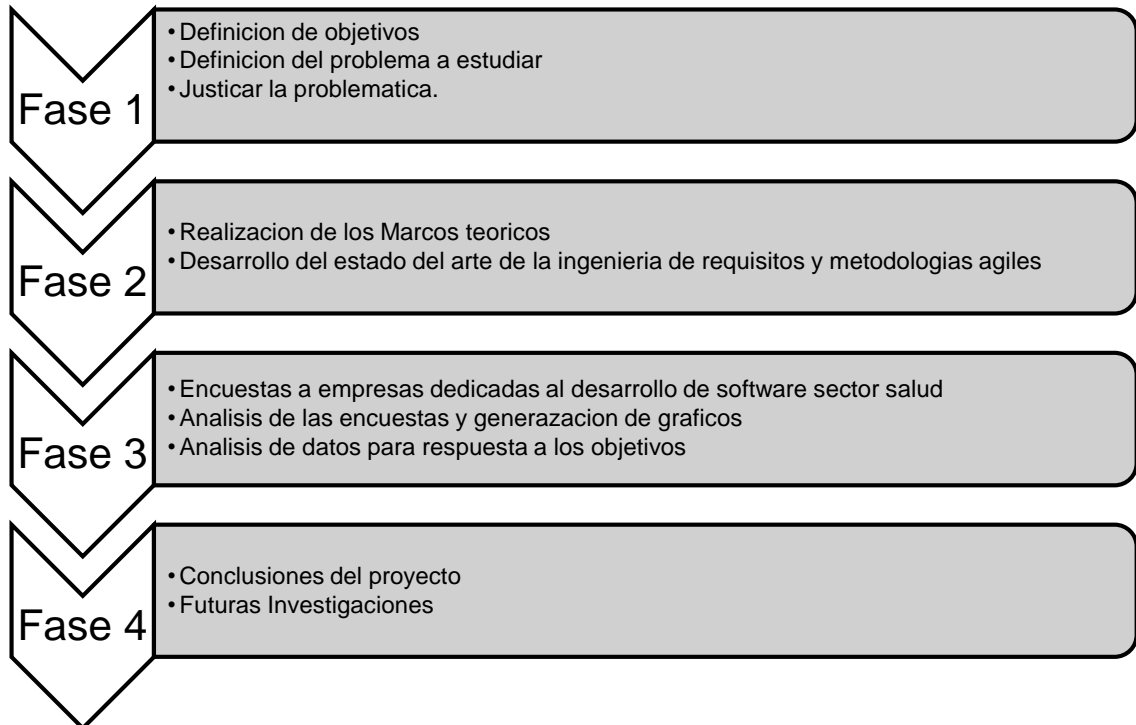 Fase 1
• Definicion de objetivos
• Definicion del problema a estudiar
• Justicar la problematica.
Fase 2
• Realizacion de los Marcos teoricos
• Desarrollo del estado del arte de la ingenieria de requisitos y metodologias agiles
Fase 3
• Encuestas a empresas dedicadas al desarrollo de software sector salud
• Analisis de las encuestas y generazacion de graficos
• Analisis de datos para respuesta a los objetivos
Fase 4
• Conclusiones del proyecto
• Futuras Investigaciones